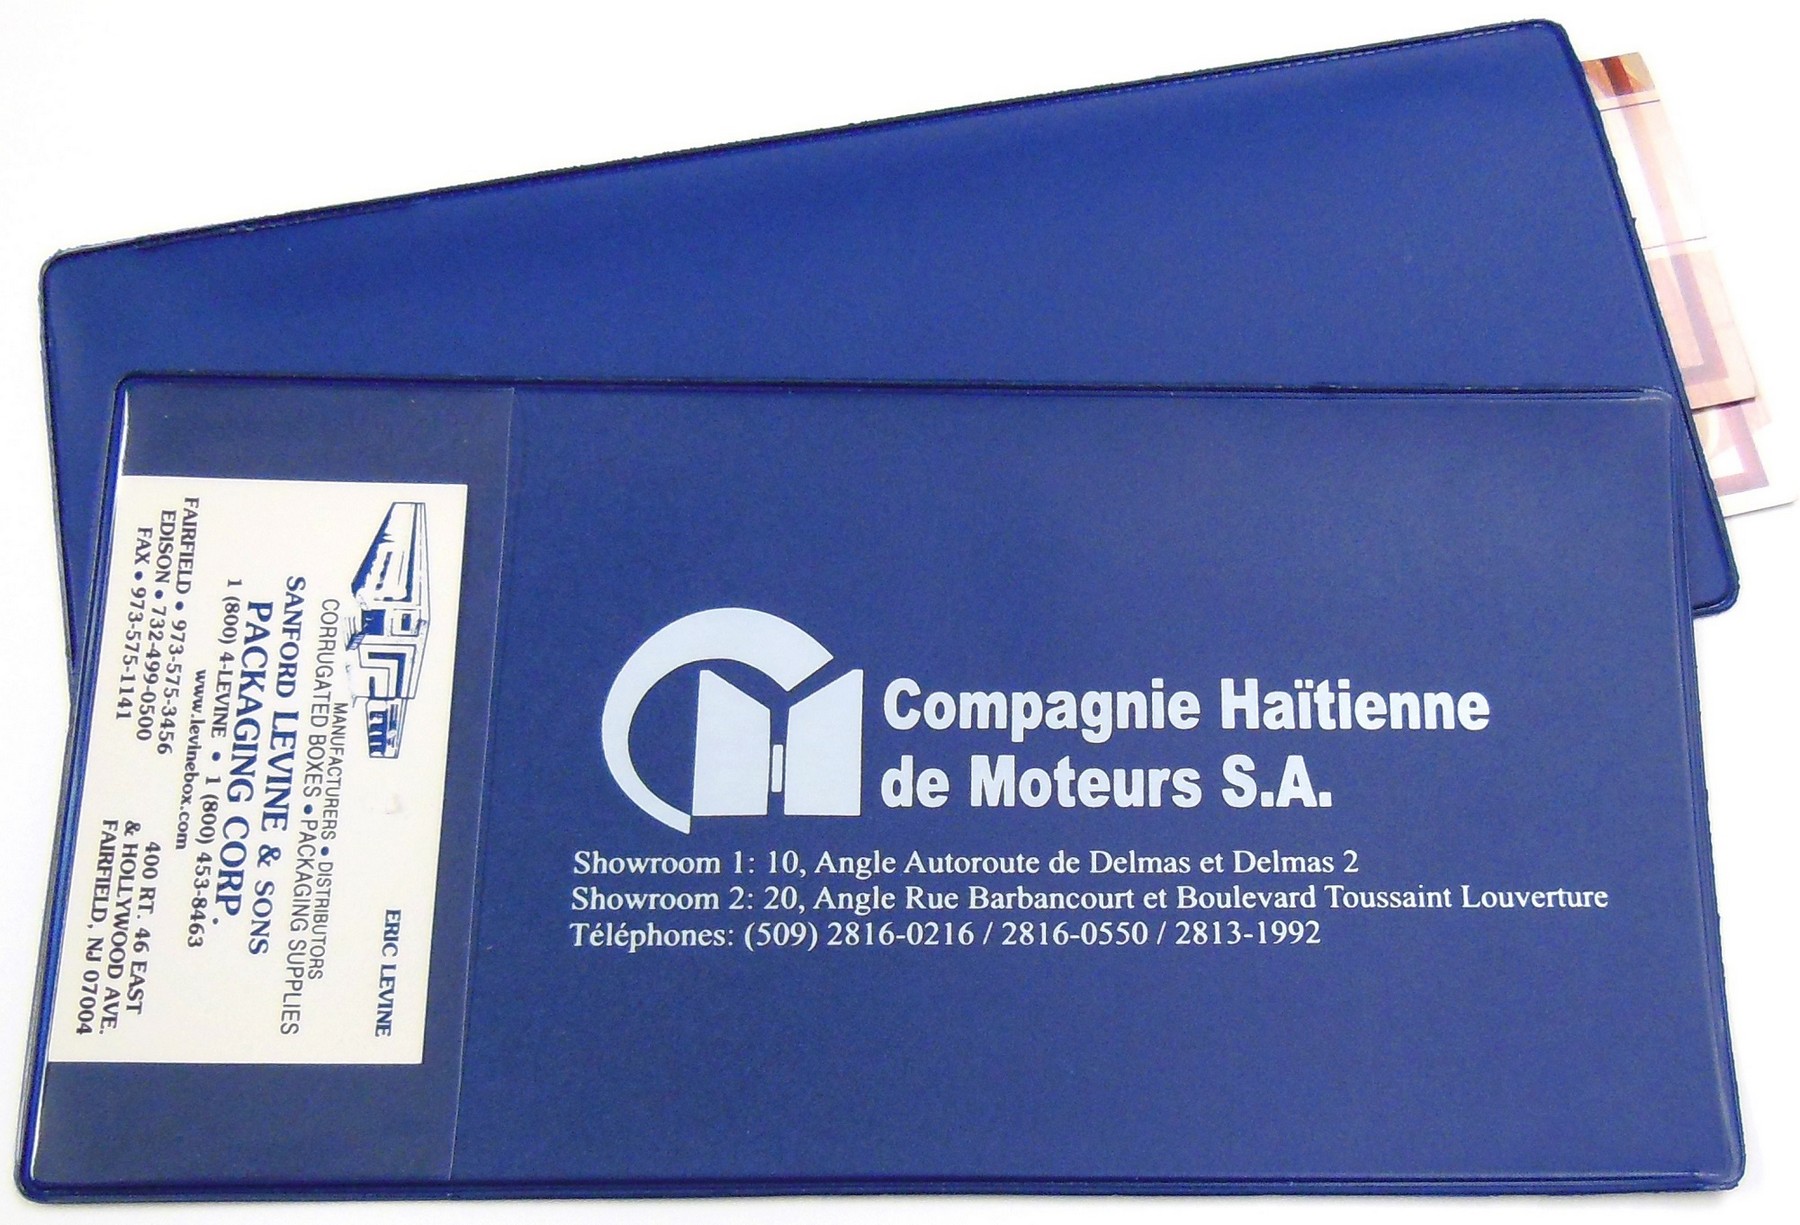 Compagnie Haïtienne
de Moteurs S.A.
Showroom 1: 10, Angle Autoroute de Delmas et Delmas 2
Showroom 2: 20, Angle Rue Barbancourt et Boulevard Toussaint Louverture
Téléphones: (509) 2816-0216 / 2816-0550 / 2813-1992
ERIC LEVINE
MANUFACTURERS • DISTRIBUTORS
CORRUGATED BOXES • PACKAGING SUPPLIES
SANFORD LEVINE & SONS
PACKAGING CORP.
1 (800) 4-LEVINE • 1 (800) 453-8463
www.levinebox.com
FAIRFIELD • 973-575-3456
EDISON • 732-499-0500
FAX • 973-575-1141
400 RT. 46 EAST
& HOLLYWOOD AVE.
FAIRFIELD, NJ 07004